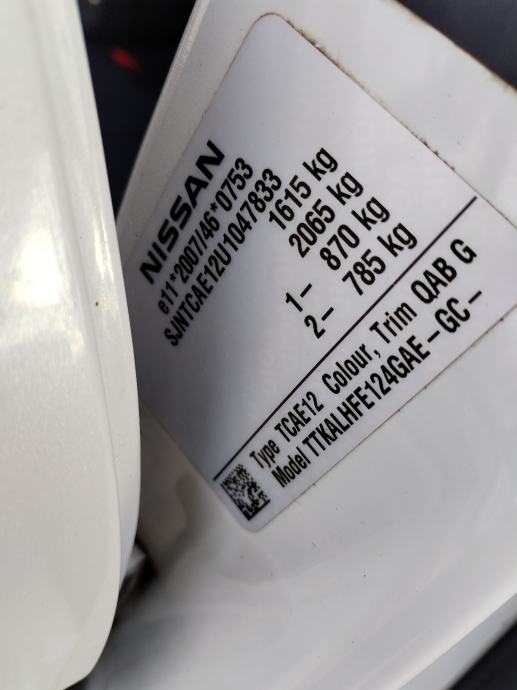 NISSAN
e11*2007/46*0753
SJNTCAE12U1047833
1615 kg
2065 kg
1- 870 kg
2- 785 kg
Type TCAE12 Colour, Trim QAB G
Model TTKALHFE124GAE-GC-